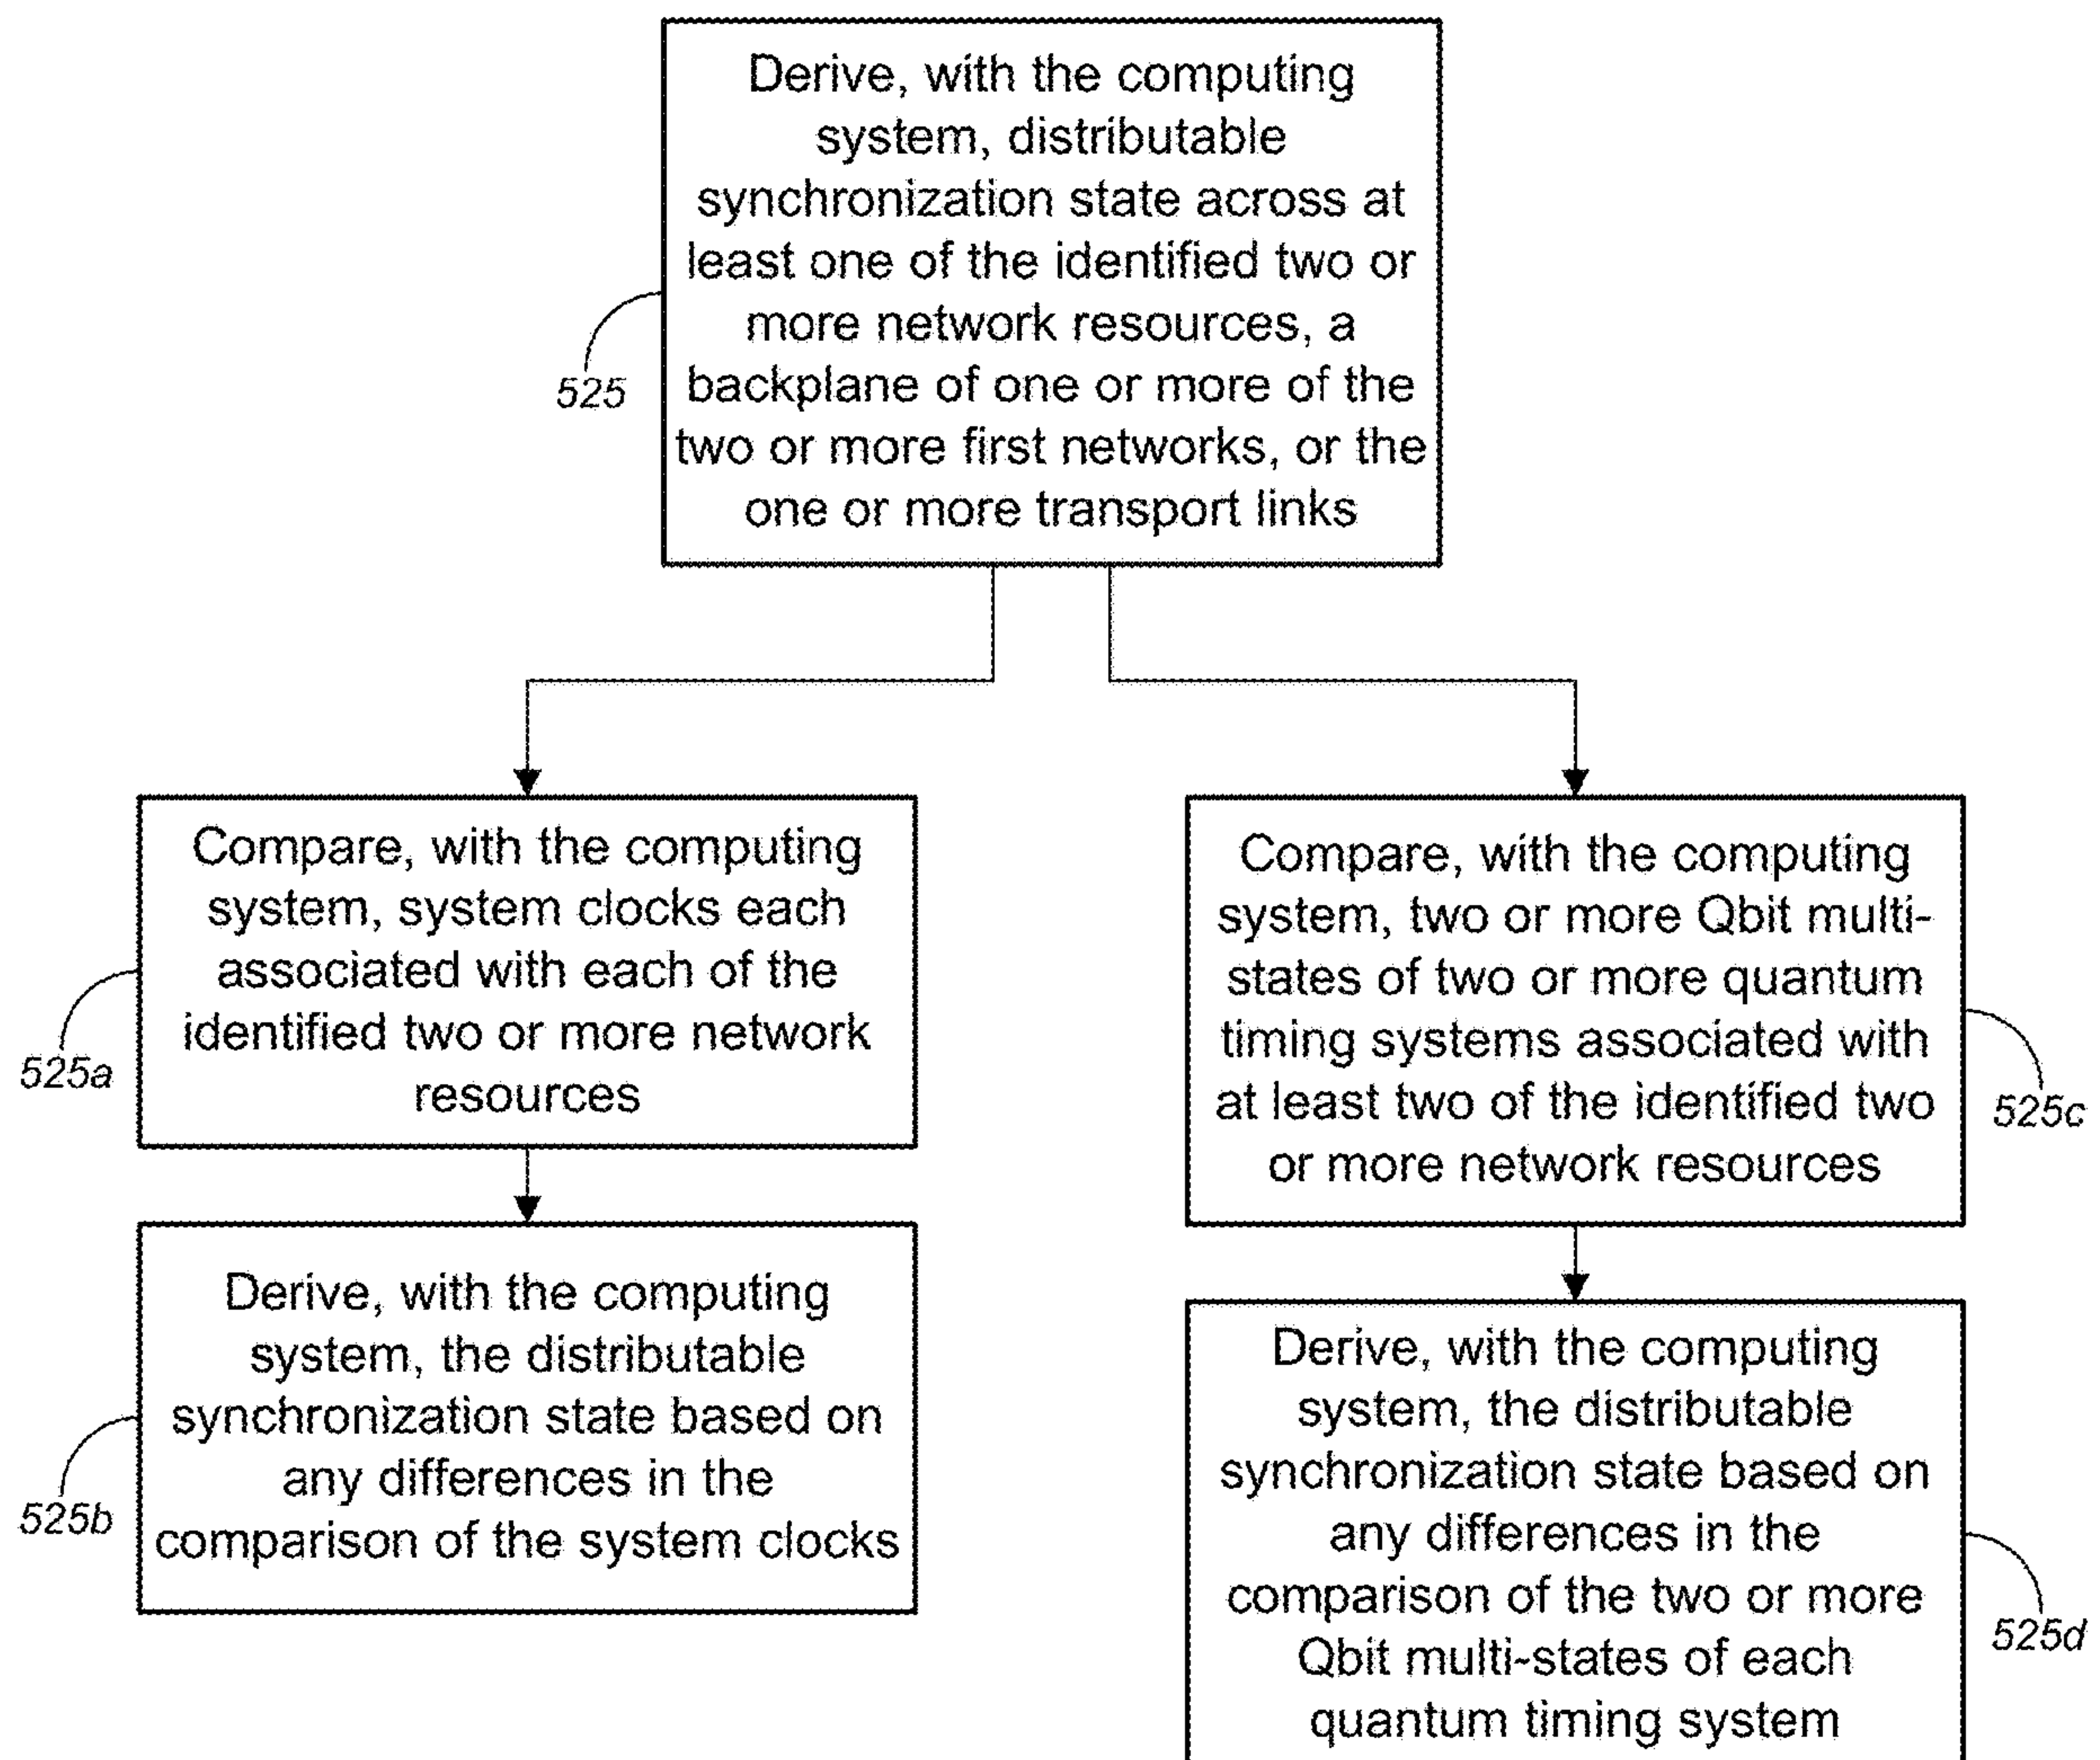 Derive, with the computing
system, distributable
synchronization state across at
least one of the identified two or
more network resources, a
backplane of one or more of the
two or more first networks, or the
one or more transport links
525
Compare, with the computing
system, system clocks each
associated with each of the
identified two or more network
resources
525a
Derive, with the computing
system, the distributable
synchronization state based on
any differences in the
comparison of the system clocks
525b
Compare, with the computing
system, two or more Qbit multi-
states of two or more quantum
timing systems associated with
at least two of the identified two
or more network resources
525c
Derive, with the computing
system, the distributable
synchronization state based on
any differences in the
comparison of the two or more
Qbit multi-states of each
quantum timing system
525d